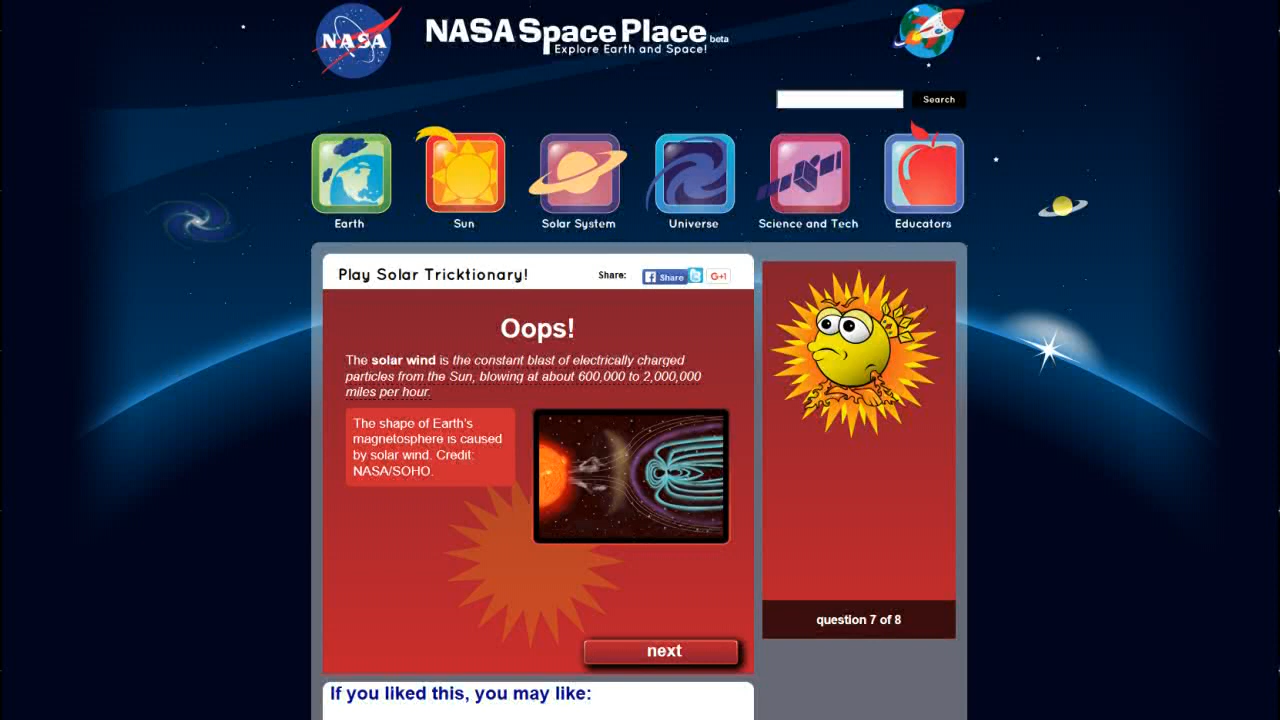 NASA
NASA Space Place beta
Explore Earth and Space!
Search
Earth
Sun
Solar System
Universe
Science and Tech
Educators
Play Solar Tricktionary!
Share:
Share
G+1
Oops!
The solar wind is the constant blast of electrically charged
particles from the Sun, blowing at about 600,000 to 2,000,000
miles per hour.
The shape of Earth's
magnetosphere is caused
by solar wind. Credit:
NASA/SOHO.
question 7 of 8
next
If you liked this, you may like: